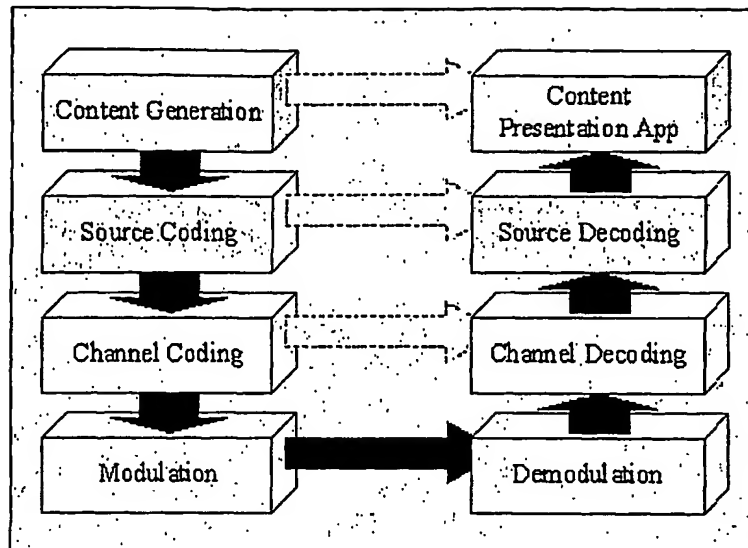 Content Generation
Content
Presentation App
Source Coding
Source Decoding
Channel Coding
Channel Decoding
Modulation
Demodulation